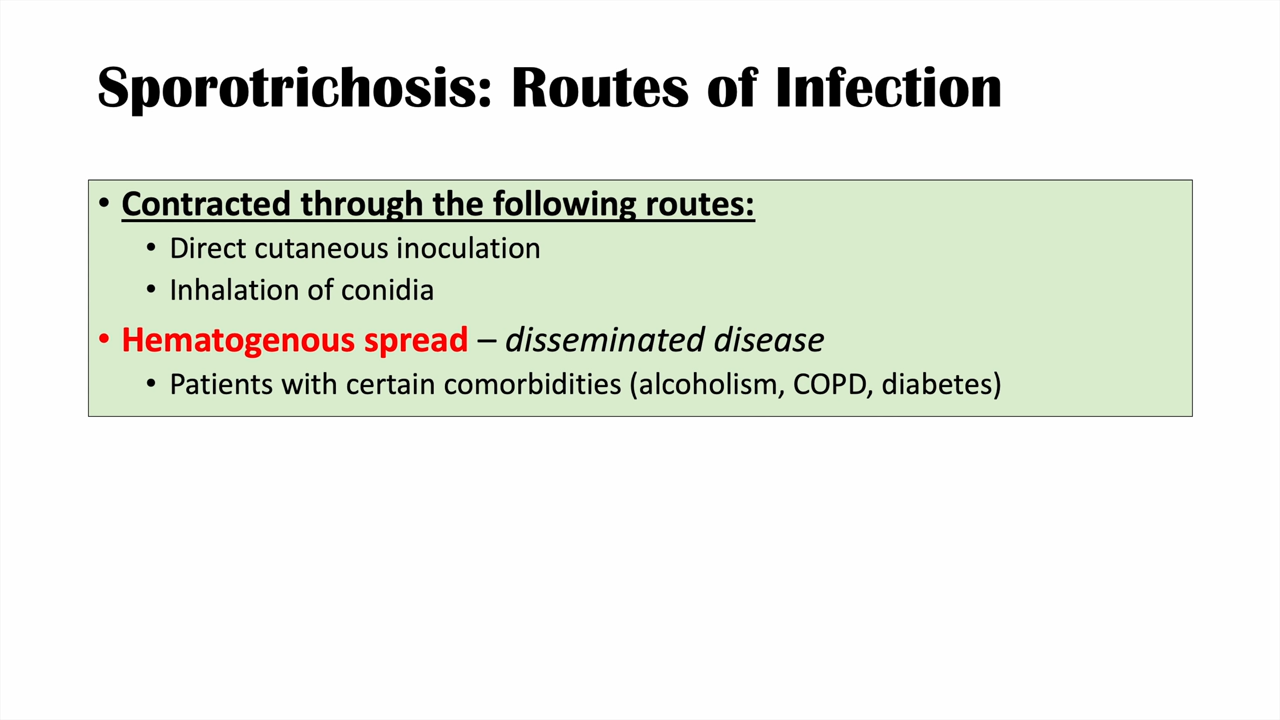 Sporotrichosis: Routes of Infection
• Contracted through the following routes:
• Direct cutaneous inoculation
• Inhalation of conidia
• Hematogenous spread – disseminated disease
• Patients with certain comorbidities (alcoholism, COPD, diabetes)